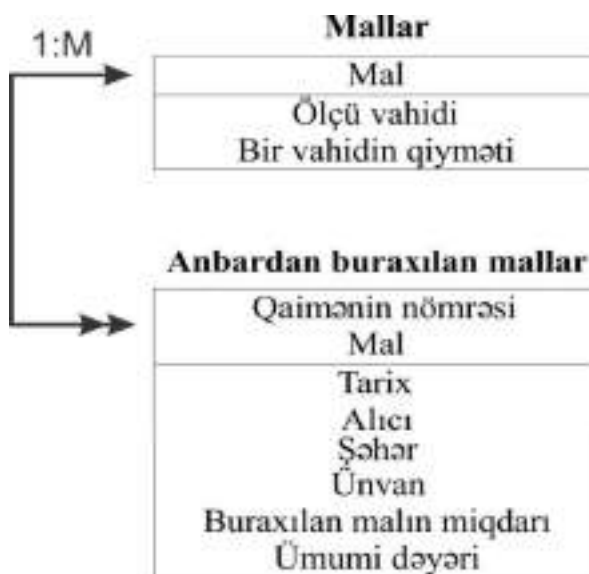 Mallar
1:M
Mal
Ölçü vahidi
Bir vahidin qiyməti
Anbardan buraxılan mallar
Qaimənin nömrəsi
Mal
Tarix
Alıcı
Şəhər
Ünvan
Buraxılan malın miqdarı
Ümumi dəyəri